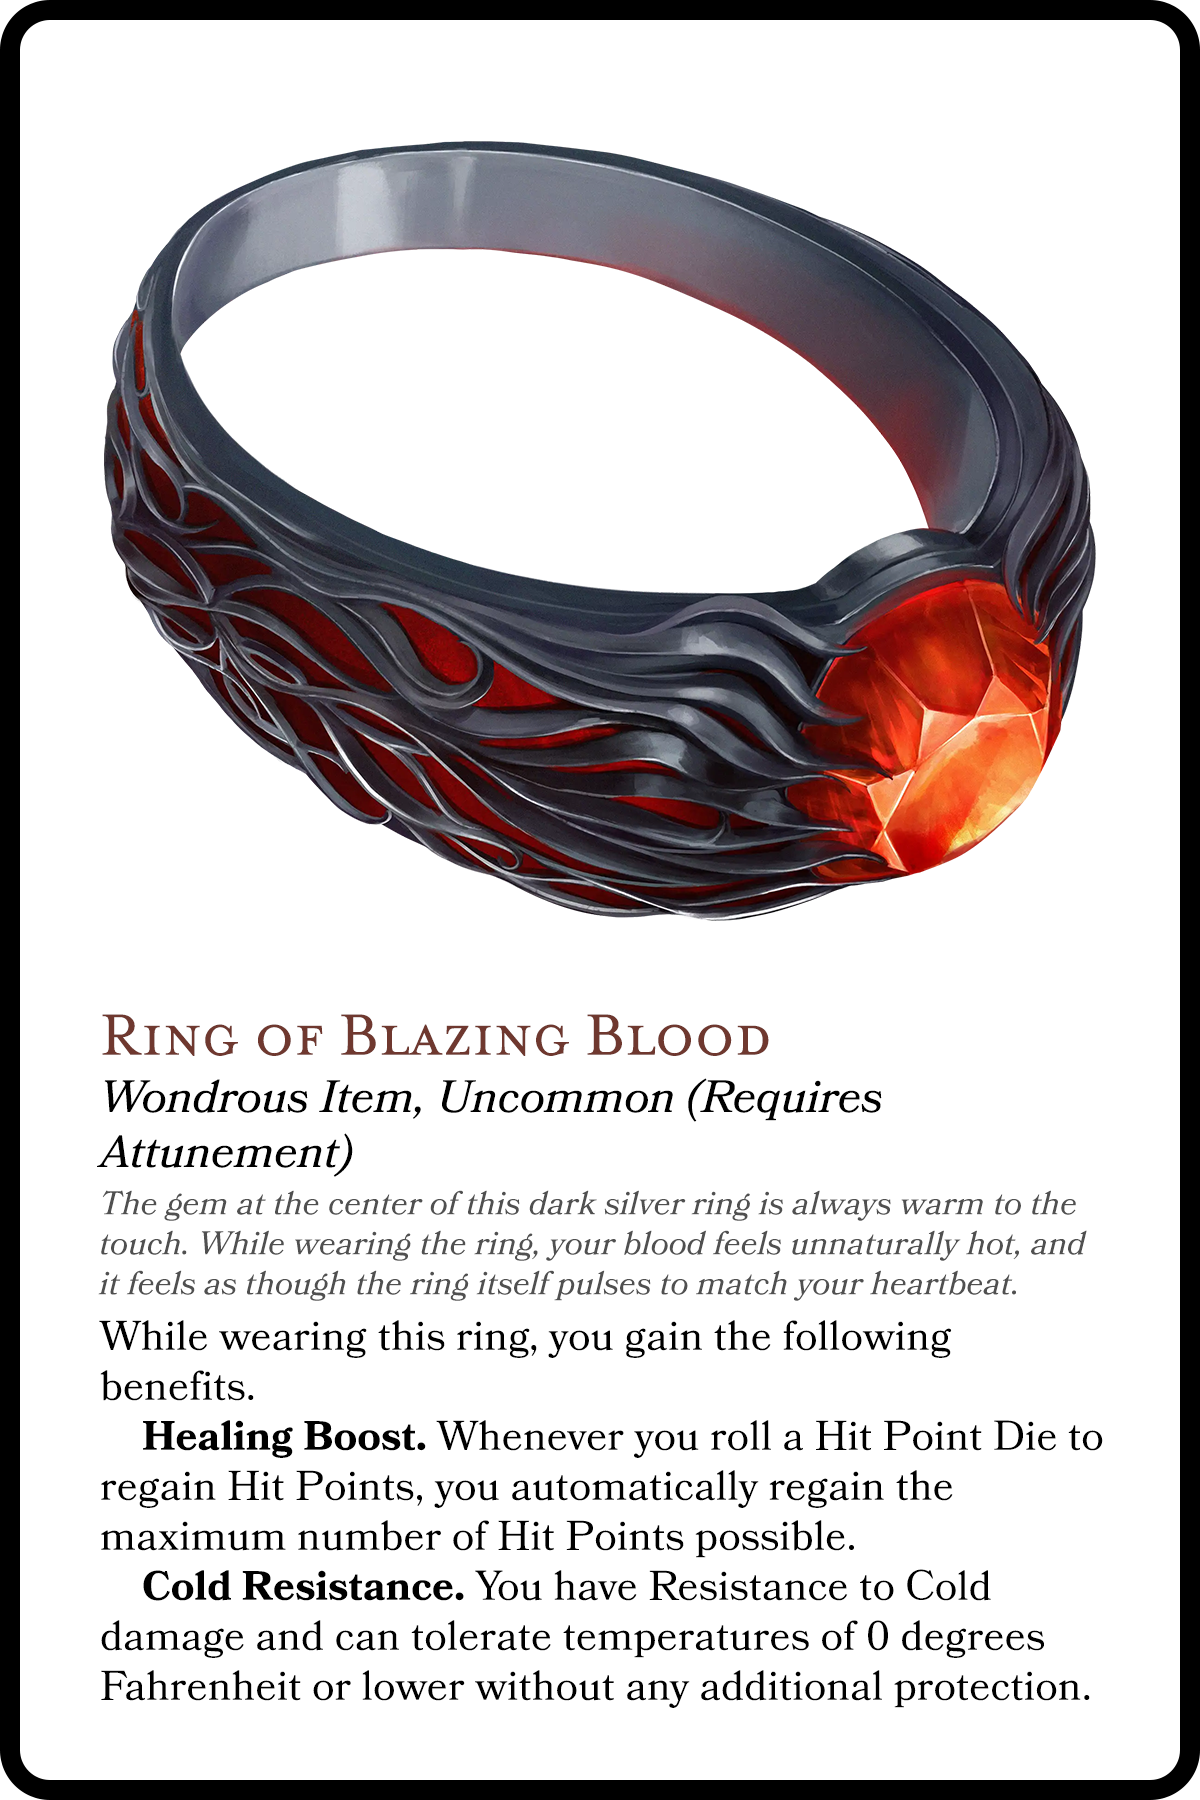 Ring of Blazing Blood
Wondrous Item, Uncommon (Requires
Attunement)
The gem at the center of this dark silver ring is always warm to the
touch. While wearing the ring, your blood feels unnaturally hot, and
it feels as though the ring itself pulses to match your heartbeat.
While wearing this ring, you gain the following
benefits.
Healing Boost. Whenever you roll a Hit Point Die to
regain Hit Points, you automatically regain the
maximum number of Hit Points possible.
Cold Resistance. You have Resistance to Cold
damage and can tolerate temperatures of 0 degrees
Fahrenheit or lower without any additional protection.